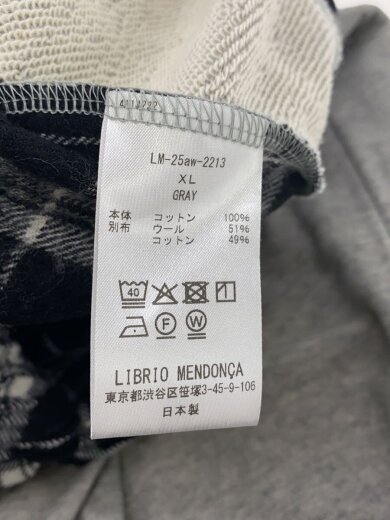 LM-25aw-2213
XL
GRAY
本体 コットン 100%
別布 ウール 51%
コットン 49%
40
F W
LIBRIO MENDONÇA
東京都渋谷区笹塚3-45-9-106
日本製